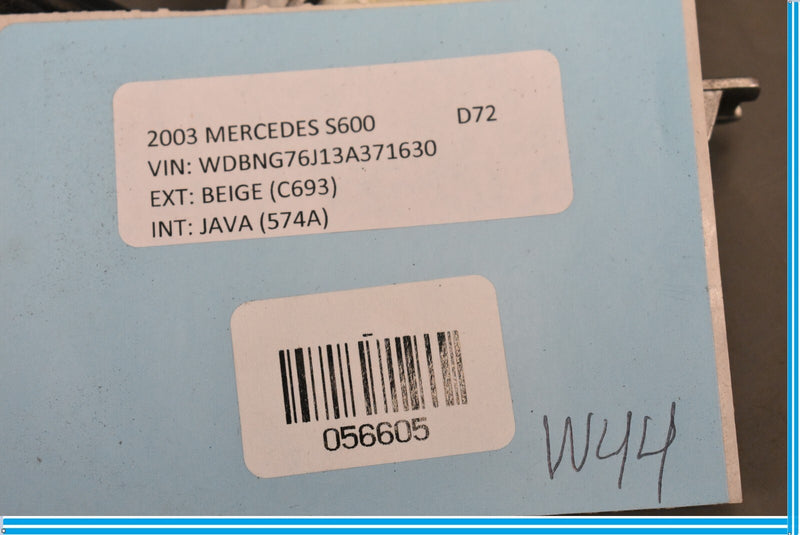 2003 MERCEDES S600 D72
VIN: WDBNG76J13A371630
EXT: BEIGE (C693)
INT: JAVA (574A)
056605
W44